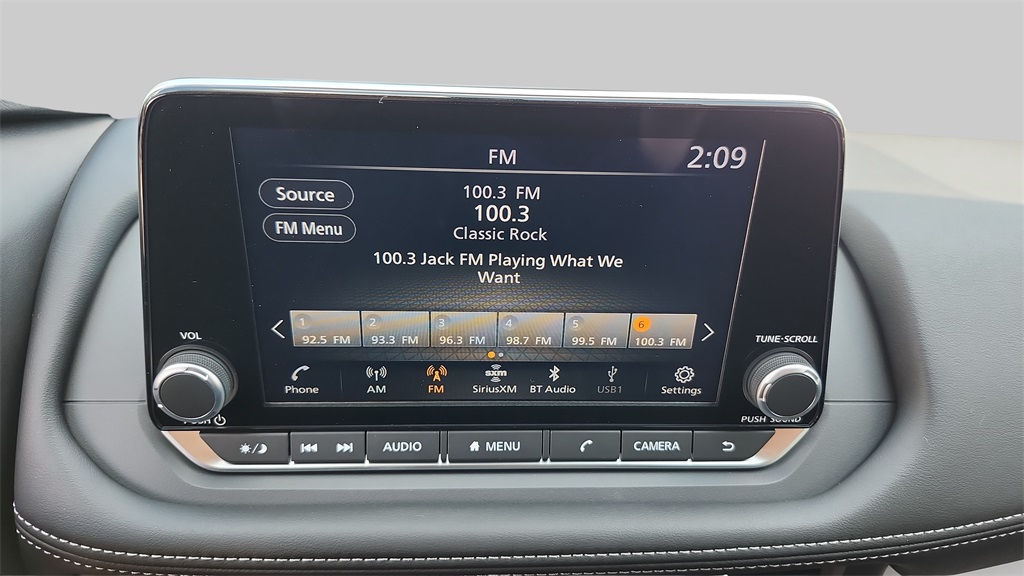 FM
2:09
Source
FM Menu
100.3 FM
100.3
Classic Rock
100.3 Jack FM Playing What We
Want
1 2 3 4 5 6
92.5 FM 93.3 FM 96.3 FM 98.7 FM 99.5 FM 100.3 FM
sxm
Phone AM FM SiriusXM BT Audio USB1 Settings
VOL
PUSH
TUNE·SCROLL
PUSH SOUND
AUDIO MENU CAMERA